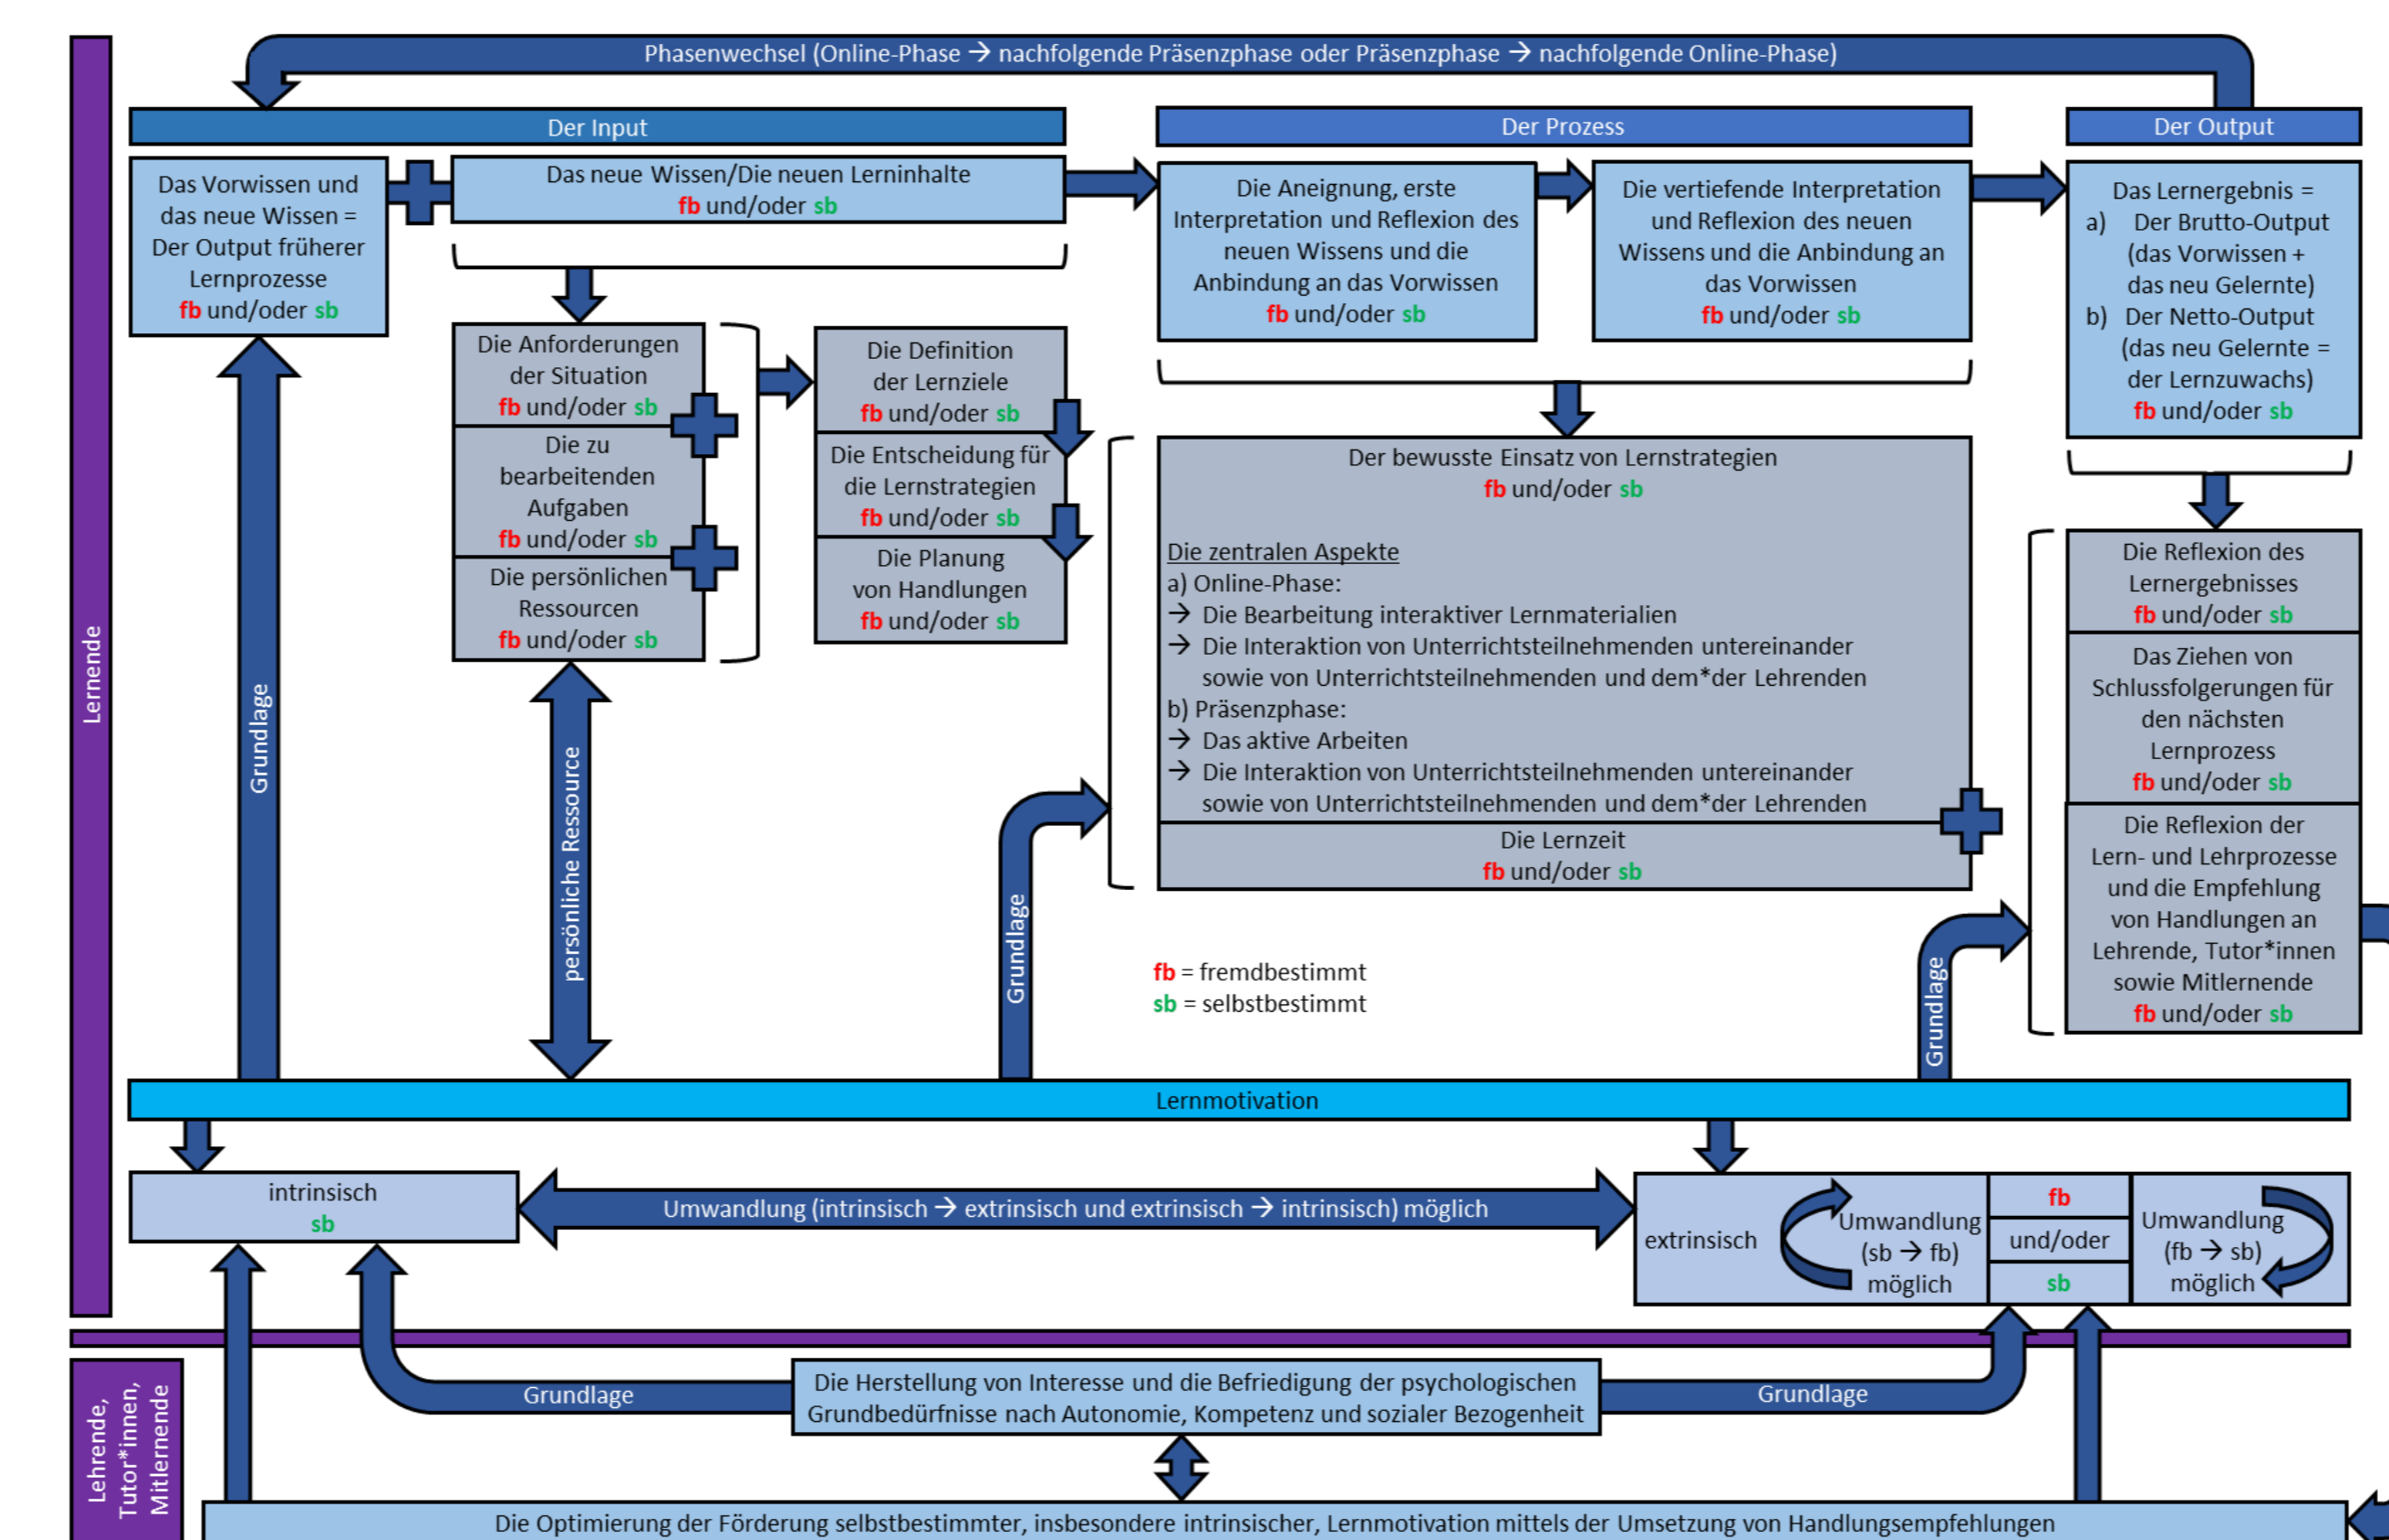 Phasenwechsel (Online-Phase → nachfolgende Präsenzphase oder Präsenzphase → nachfolgende Online-Phase)
Lernende
Der Input
Das Vorwissen und
das neue Wissen =
Der Output früherer
Lernprozesse
fb und/oder sb
Das neue Wissen/Die neuen Lerninhalte
fb und/oder sb
Die Anforderungen
der Situation
fb und/oder sb
Die zu
bearbeitenden
Aufgaben
fb und/oder sb
Die persönlichen
Ressourcen
fb und/oder sb
Die Definition
der Lernziele
fb und/oder sb
Die Entscheidung für
die Lernstrategien
fb und/oder sb
Die Planung
von Handlungen
fb und/oder sb
Der Prozess
Die Aneignung, erste
Interpretation und Reflexion des
neuen Wissens und die
Anbindung an das Vorwissen
fb und/oder sb
Die vertiefende Interpretation
und Reflexion des neuen
Wissens und die Anbindung an
das Vorwissen
fb und/oder sb
Der bewusste Einsatz von Lernstrategien
fb und/oder sb
Die zentralen Aspekte
a) Online-Phase:
→ Die Bearbeitung interaktiver Lernmaterialien
→ Die Interaktion von Unterrichtsteilnehmenden untereinander
sowie von Unterrichtsteilnehmenden und dem*der Lehrenden
b) Präsenzphase:
→ Das aktive Arbeiten
→ Die Interaktion von Unterrichtsteilnehmenden untereinander
sowie von Unterrichtsteilnehmenden und dem*der Lehrenden
Die Lernzeit
fb und/oder sb
Der Output
Das Lernergebnis =
a) Der Brutto-Output
(das Vorwissen +
das neu Gelernte)
b) Der Netto-Output
(das neu Gelernte =
der Lernzuwachs)
fb und/oder sb
Die Reflexion des
Lernergebnisses
fb und/oder sb
Das Ziehen von
Schlussfolgerungen für
den nächsten
Lernprozess
fb und/oder sb
Die Reflexion der
Lern- und Lehrprozesse
und die Empfehlung
von Handlungen an
Lehrende, Tutor*innen
sowie Mitlernende
fb und/oder sb
Grundlage
persönliche Ressource
Grundlage
fb = fremdbestimmt
sb = selbstbestimmt
Grundlage
Lernmotivation
intrinsisch
sb
Umwandlung (intrinsisch → extrinsisch und extrinsisch → intrinsisch) möglich
extrinsisch
Umwandlung
(sb → fb)
möglich
fb
und/oder
sb
Umwandlung
(fb → sb)
möglich
Lehrende,
Tutor*innen,
Mitlernende
Grundlage
Die Herstellung von Interesse und die Befriedigung der psychologischen
Grundbedürfnisse nach Autonomie, Kompetenz und sozialer Bezogenheit
Grundlage
Die Optimierung der Förderung selbstbestimmter, insbesondere intrinsischer, Lernmotivation mittels der Umsetzung von Handlungsempfehlungen